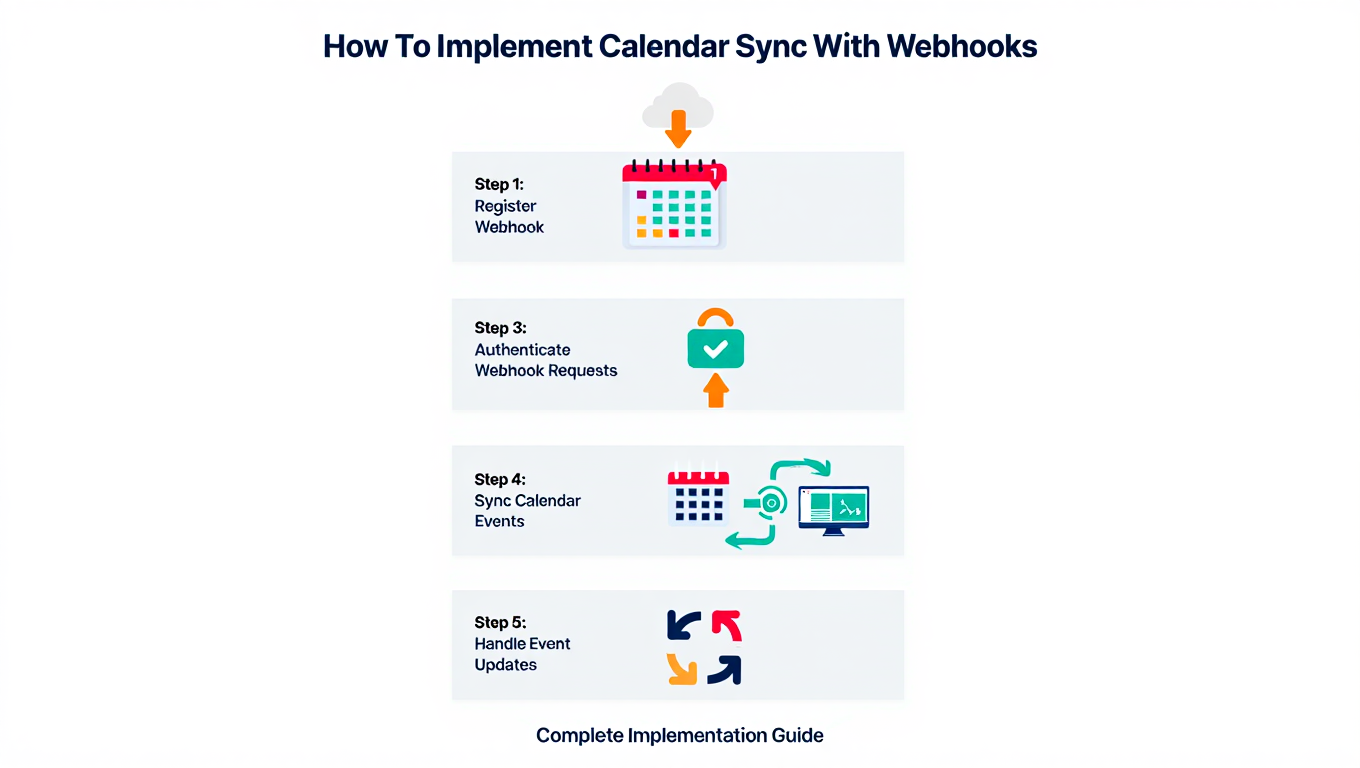 How To Implement Calendar Sync With Webhooks
Step 1:
Register
Webhook
1
Step 3:
Authenticate
Webhook Requests
Step 4:
Sync Calendar
Events
Step 5:
Handle Event
Updates
Complete Implementation Guide